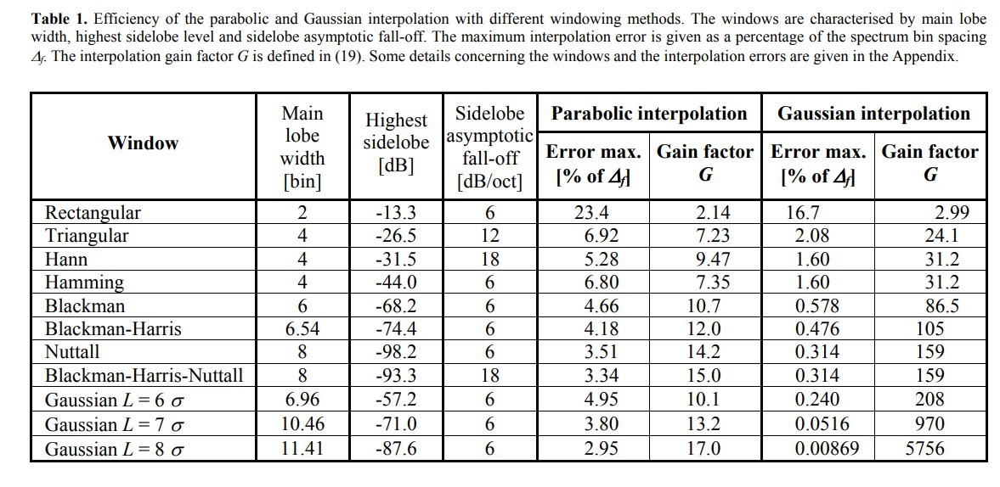 Table 1. Efficiency of the parabolic and Gaussian interpolation with different windowing methods. The windows are characterised by main lobe
width, highest sidelobe level and sidelobe asymptotic fall-off. The maximum interpolation error is given as a percentage of the spectrum bin spacing
Δf. The interpolation gain factor G is defined in (19). Some details concerning the windows and the interpolation errors are given in the Appendix.
Window
Main
lobe
width
[bin]
Highest
sidelobe
[dB]
Sidelobe
asymptotic
fall-off
[dB/oct]
Parabolic interpolation
Gaussian interpolation
Error max.
[% of Δf]
Gain factor
G
Error max.
[% of Δf]
Gain factor
G
Rectangular 2 -13.3 6 23.4 2.14 16.7 2.99
Triangular 4 -26.5 12 6.92 7.23 2.08 24.1
Hann 4 -31.5 18 5.28 9.47 1.60 31.2
Hamming 4 -44.0 6 6.80 7.35 1.60 31.2
Blackman 6 -68.2 6 4.66 10.7 0.578 86.5
Blackman-Harris 6.54 -74.4 6 4.18 12.0 0.476 105
Nuttall 8 -98.2 6 3.51 14.2 0.314 159
Blackman-Harris-Nuttall 8 -93.3 18 3.34 15.0 0.314 159
Gaussian L = 6 σ 6.96 -57.2 6 4.95 10.1 0.240 208
Gaussian L = 7 σ 10.46 -71.0 6 3.80 13.2 0.0516 970
Gaussian L = 8 σ 11.41 -87.6 6 2.95 17.0 0.00869 5756